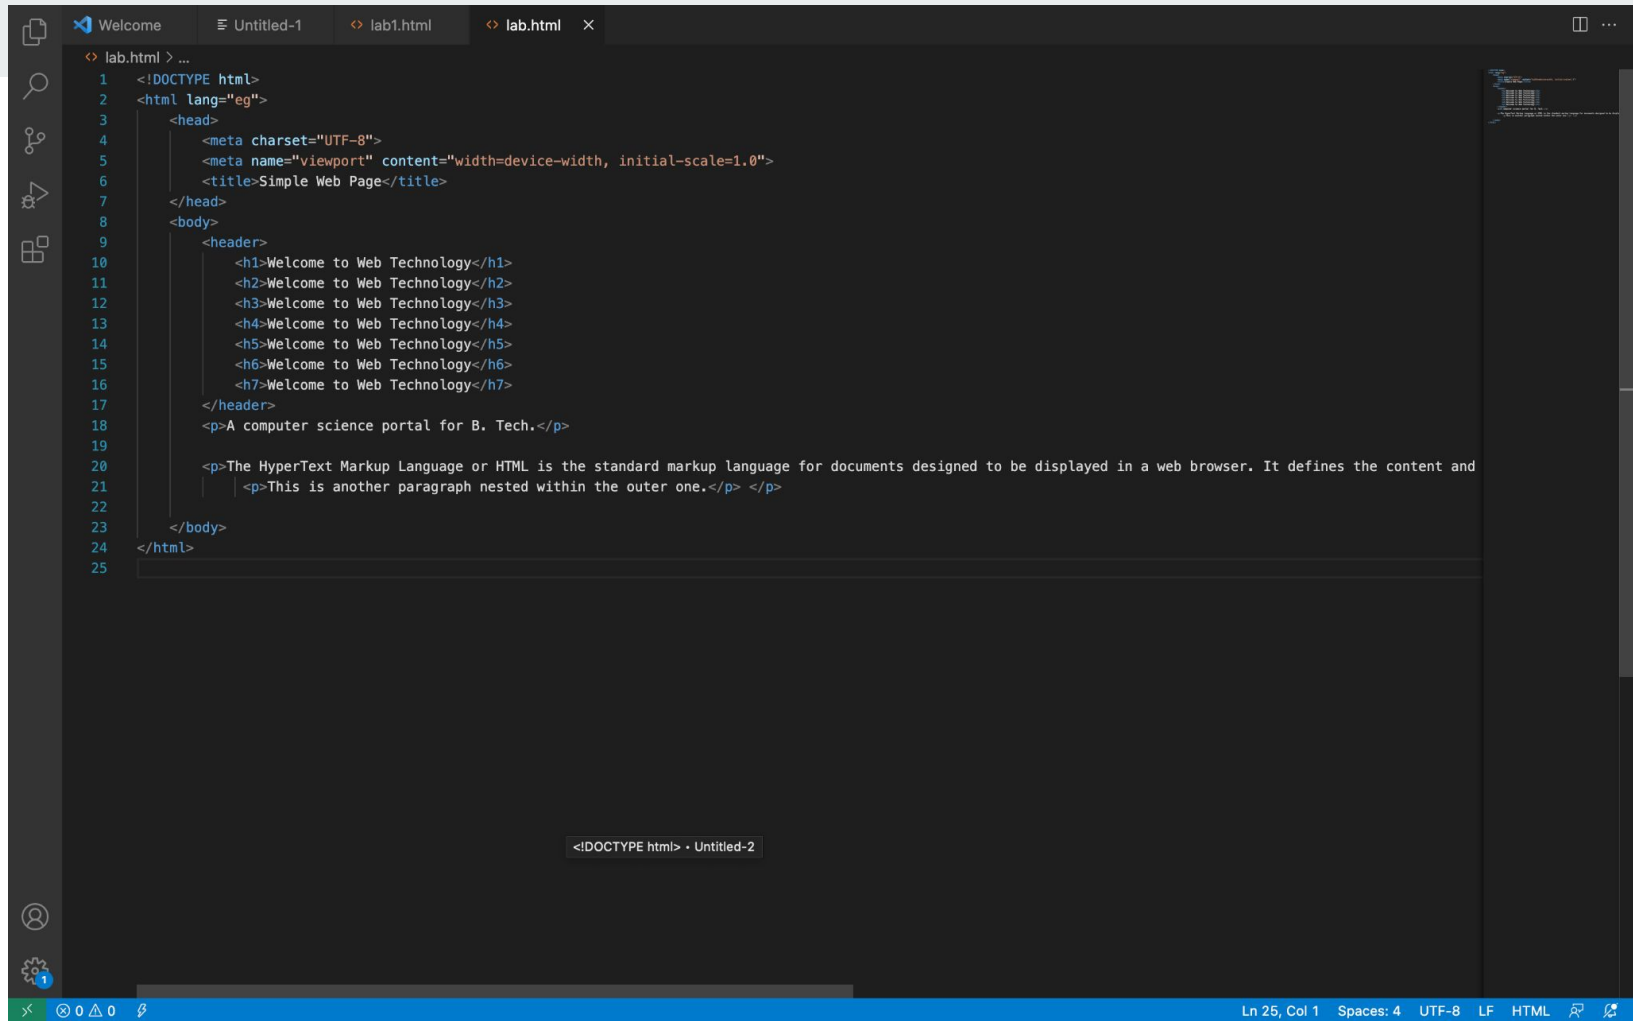 Welcome
Untitled-1
lab1.html
lab.html
lab.html > ...
1 <!DOCTYPE html>
2 <html lang="eg">
3 <head>
4 <meta charset="UTF-8">
5 <meta name="viewport" content="width=device-width, initial-scale=1.0">
6 <title>Simple Web Page</title>
7 </head>
8 <body>
9 <header>
10 <h1>Welcome to Web Technology</h1>
11 <h2>Welcome to Web Technology</h2>
12 <h3>Welcome to Web Technology</h3>
13 <h4>Welcome to Web Technology</h4>
14 <h5>Welcome to Web Technology</h5>
15 <h6>Welcome to Web Technology</h6>
16 <h7>Welcome to Web Technology</h7>
17 </header>
18 <p>A computer science portal for B. Tech.</p>
19
20 <p>The HyperText Markup Language or HTML is the standard markup language for documents designed to be displayed in a web browser. It defines the content and
21 <p>This is another paragraph nested within the outer one.</p> </p>
22
23 </body>
24 </html>
25
<!DOCTYPE html> • Untitled-2
1
0 0 Ln 25, Col 1 Spaces: 4 UTF-8 LF HTML